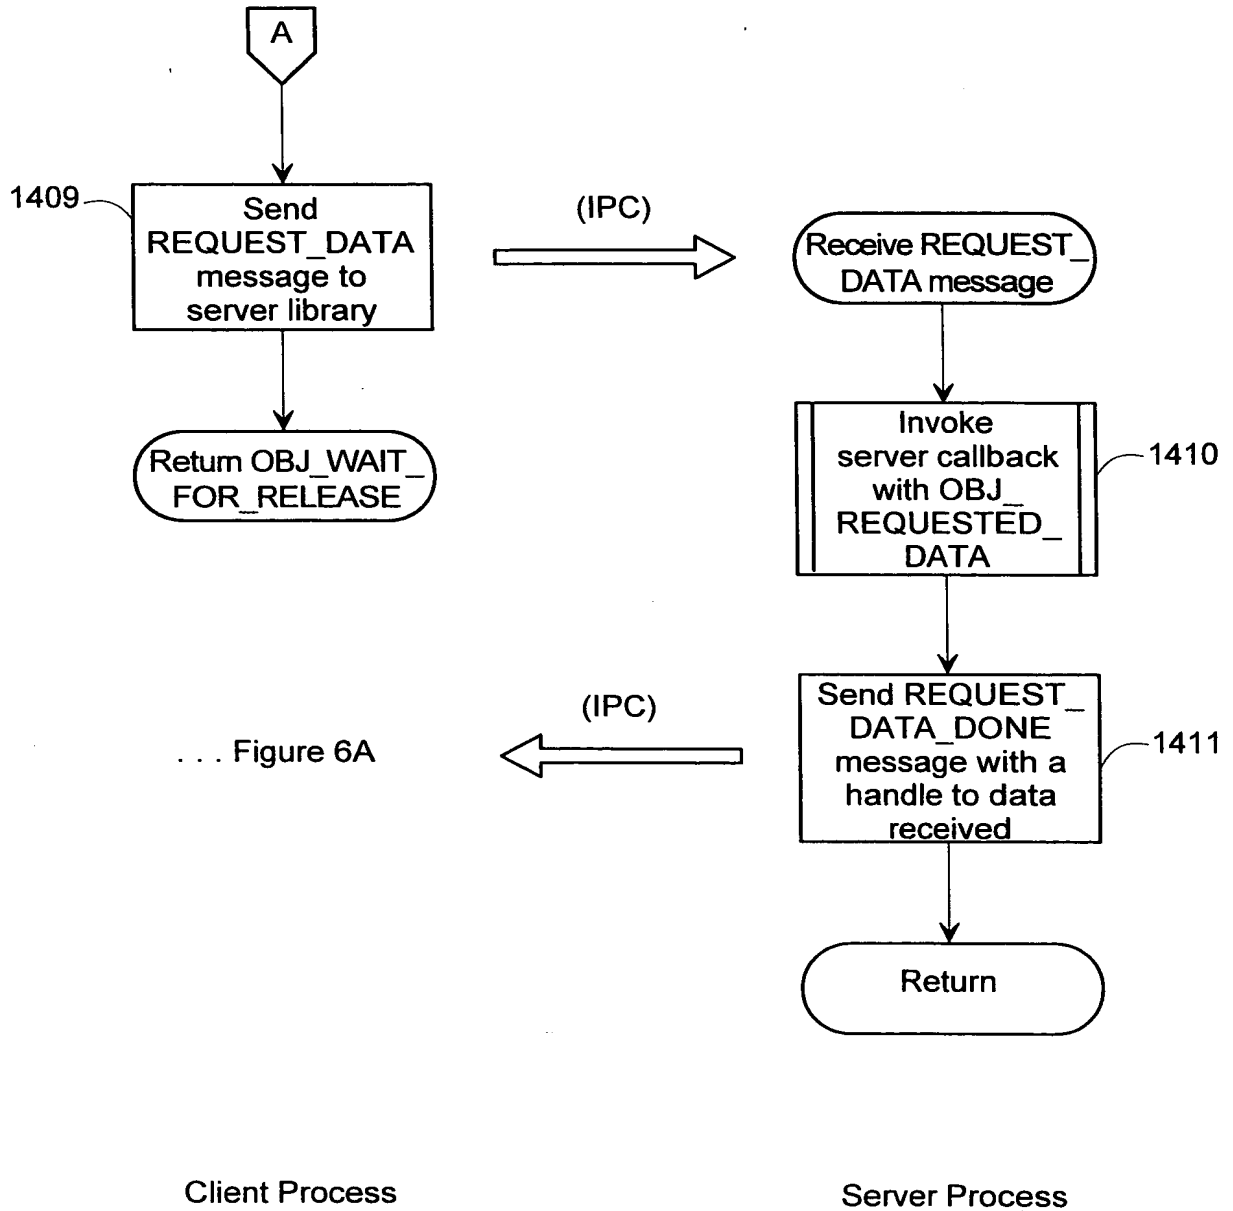 A
1409
Send
REQUEST_DATA
message to
server library
(IPC)
Receive REQUEST_
DATA message
Return OBJ_WAIT_
FOR_RELEASE
Invoke
server callback
with OBJ_
REQUESTED_
DATA
1410
(IPC)
. . . Figure 6A
Send REQUEST_
DATA_DONE
message with a
handle to data
received
1411
Return
Client Process
Server Process